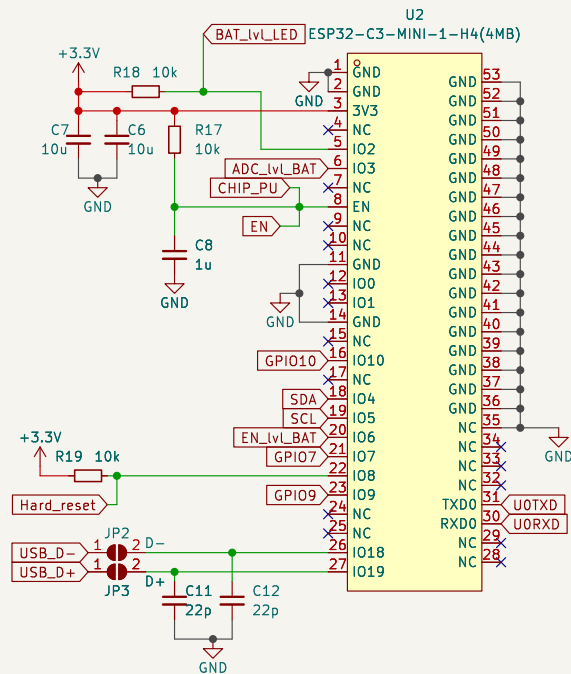 U2
BAT_lvl_LED
ESP32-C3-MINI-1-H4(4MB)
+3.3V
R18 10k
C7
10u
C6
10u
R17
10k
GND
GND
ADC_lvl_BAT
CHIP_PU
EN
C8
1u
GND
GND
GPIO10
SDA
SCL
EN_lvl_BAT
GPIO7
+3.3V
R19 10k
Hard_reset
GPIO9
JP2
USB_D- 1 2 D-
USB_D+ 1 2 D+
JP3
C11
22p
C12
22p
GND
1 GND
2 GND
3 3V3
4 NC
5 IO2
6 IO3
7 NC
8 EN
9 NC
10 NC
11 GND
12 IO0
13 IO1
14 GND
15 NC
16 IO10
17 NC
18 IO4
19 IO5
20 IO6
21 IO7
22 IO8
23 IO9
24 NC
25 NC
26 IO18
27 IO19
GND 53
GND 52
GND 51
GND 50
GND 49
GND 48
GND 47
GND 46
GND 45
GND 44
GND 43
GND 42
GND 41
GND 40
GND 39
GND 38
GND 37
GND 36
NC 35
NC 34
NC 33
NC 32
TXD0 31
RXD0 30
NC 29
NC 28
GND
U0TXD
U0RXD